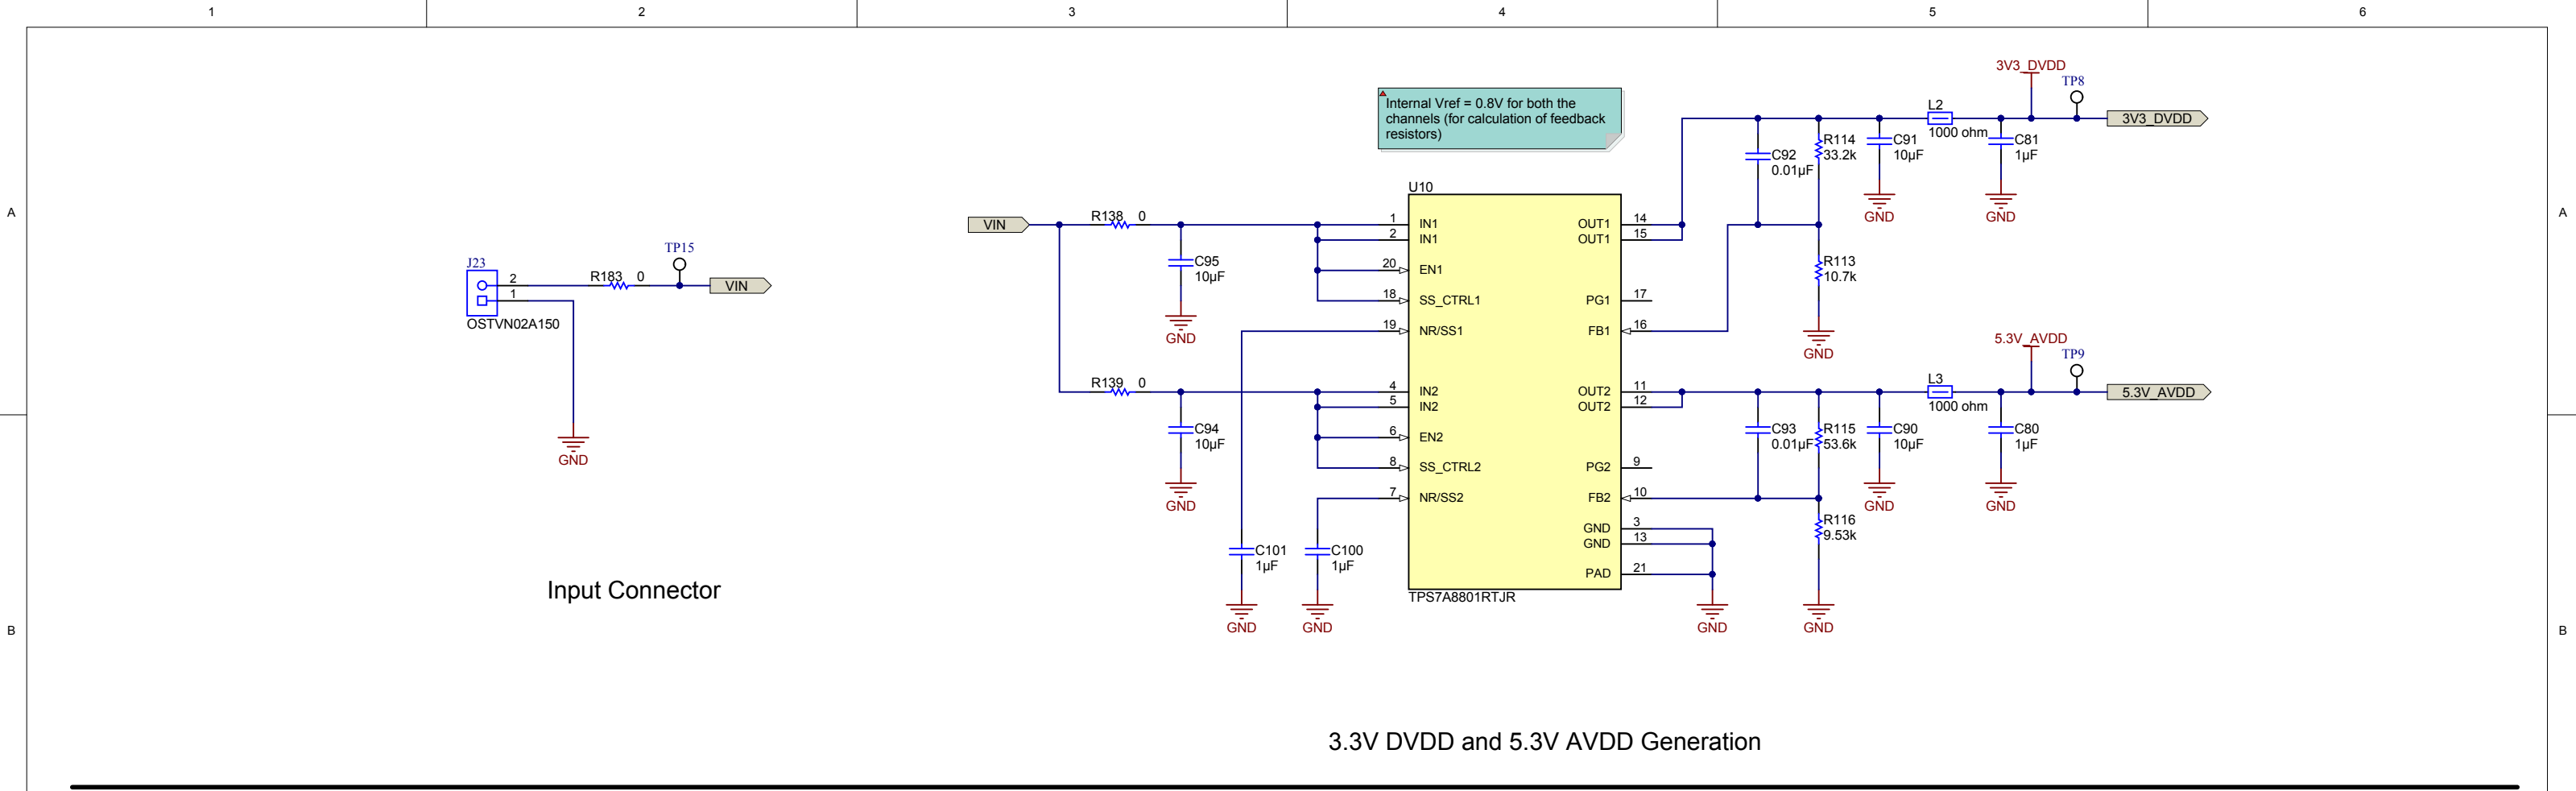 1 2 3 4 5 6
A A
B B
J23
2
1
OSTVN02A150
R183 0
TP15
VIN
GND
Input Connector
VIN
R138 0
C95
10µF
GND
R139 0
C94
10µF
GND
C101
1µF
GND
C100
1µF
GND
Internal Vref = 0.8V for both the
channels (for calculation of feedback
resistors)
U10
1 IN1
2 IN1
20 EN1
18 SS_CTRL1
19 NR/SS1
4 IN2
5 IN2
6 EN2
8 SS_CTRL2
7 NR/SS2
OUT1 14
OUT1 15
PG1 17
FB1 16
OUT2 11
OUT2 12
PG2 9
FB2 10
GND 3
GND 13
PAD 21
TPS7A8801RTJR
GND
C92
0.01µF
R114
33.2k
C91
10µF
GND
L2
1000 ohm
C81
1µF
GND
3V3_DVDD
TP8
3V3_DVDD
R113
10.7k
GND
C93
0.01µF
R115
53.6k
C90
10µF
GND
L3
1000 ohm
C80
1µF
GND
5.3V_AVDD
TP9
5.3V_AVDD
R116
9.53k
GND
3.3V DVDD and 5.3V AVDD Generation